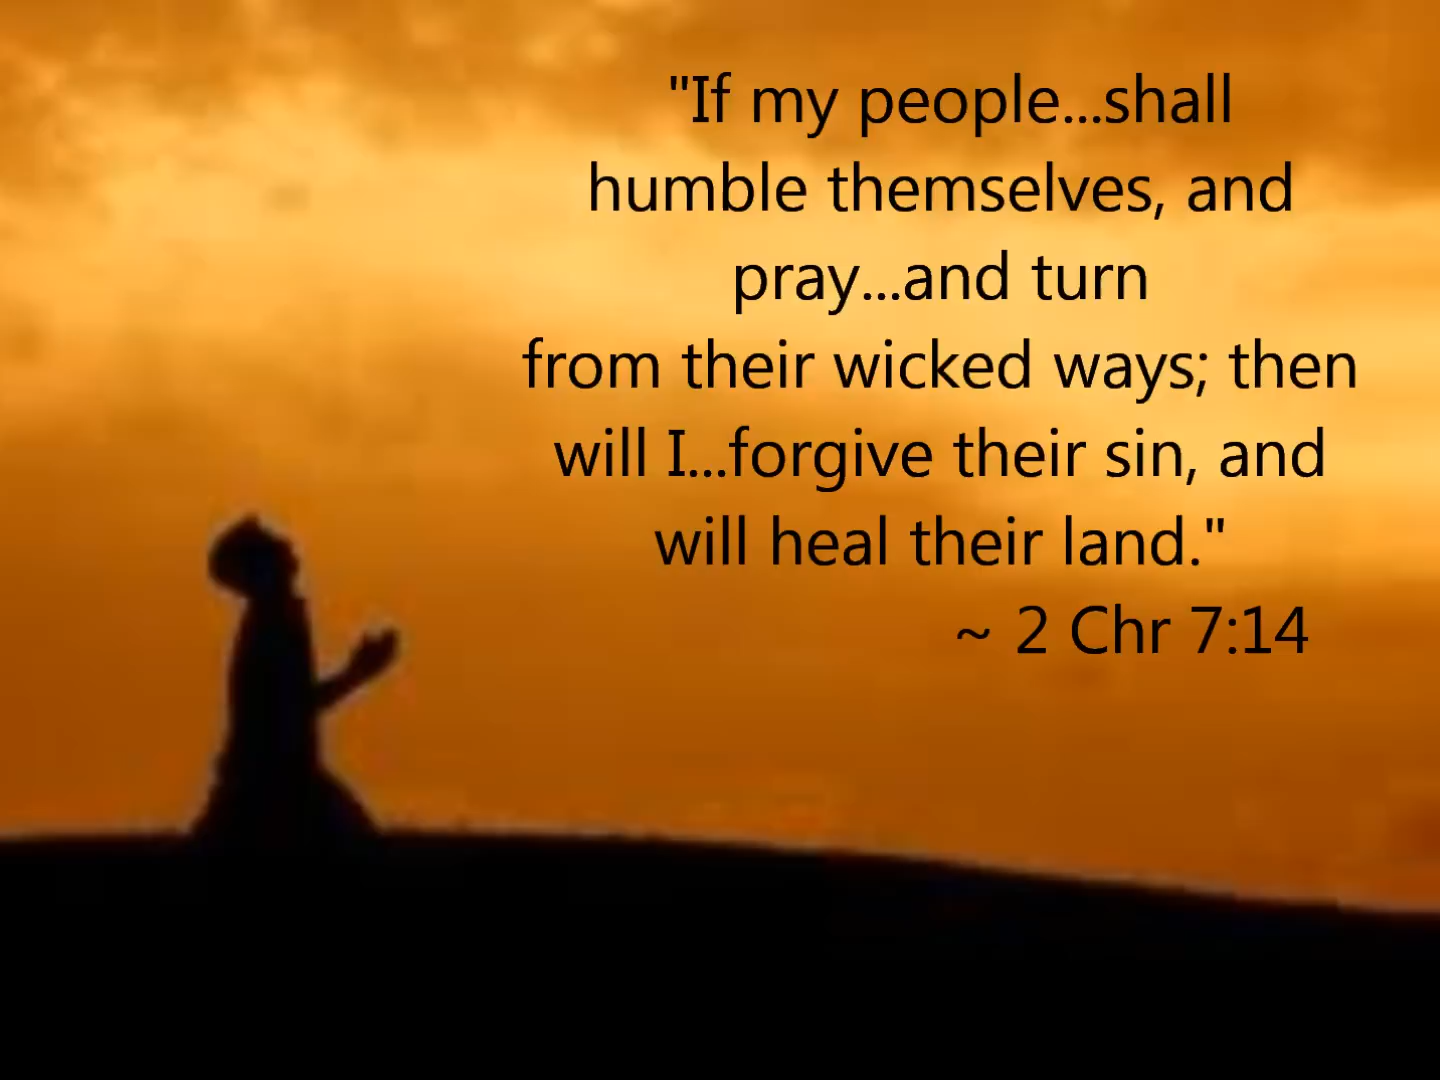 "If my people...shall
humble themselves, and
pray...and turn
from their wicked ways; then
will I...forgive their sin, and
will heal their land."
~ 2 Chr 7:14